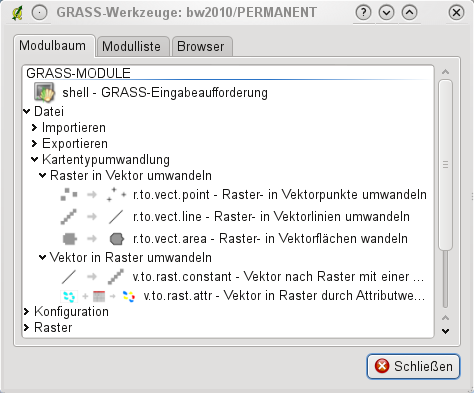 GRASS-Werkzeuge: bw2010/PERMANENT
Modulbaum Modulliste Browser
GRASS-MODULE
shell - GRASS-Eingabeaufforderung
Datei
Importieren
Exportieren
Kartentypumwandlung
Raster in Vektor umwandeln
r.to.vect.point - Raster- in Vektorpunkte umwandeln
r.to.vect.line - Raster- in Vektorlinien umwandeln
r.to.vect.area - Raster- in Vektorflächen wandeln
Vektor in Raster umwandeln
v.to.rast.constant - Vektor nach Raster mit einer ...
v.to.rast.attr - Vektor in Raster durch Attributwe...
Konfiguration
Raster
Schließen